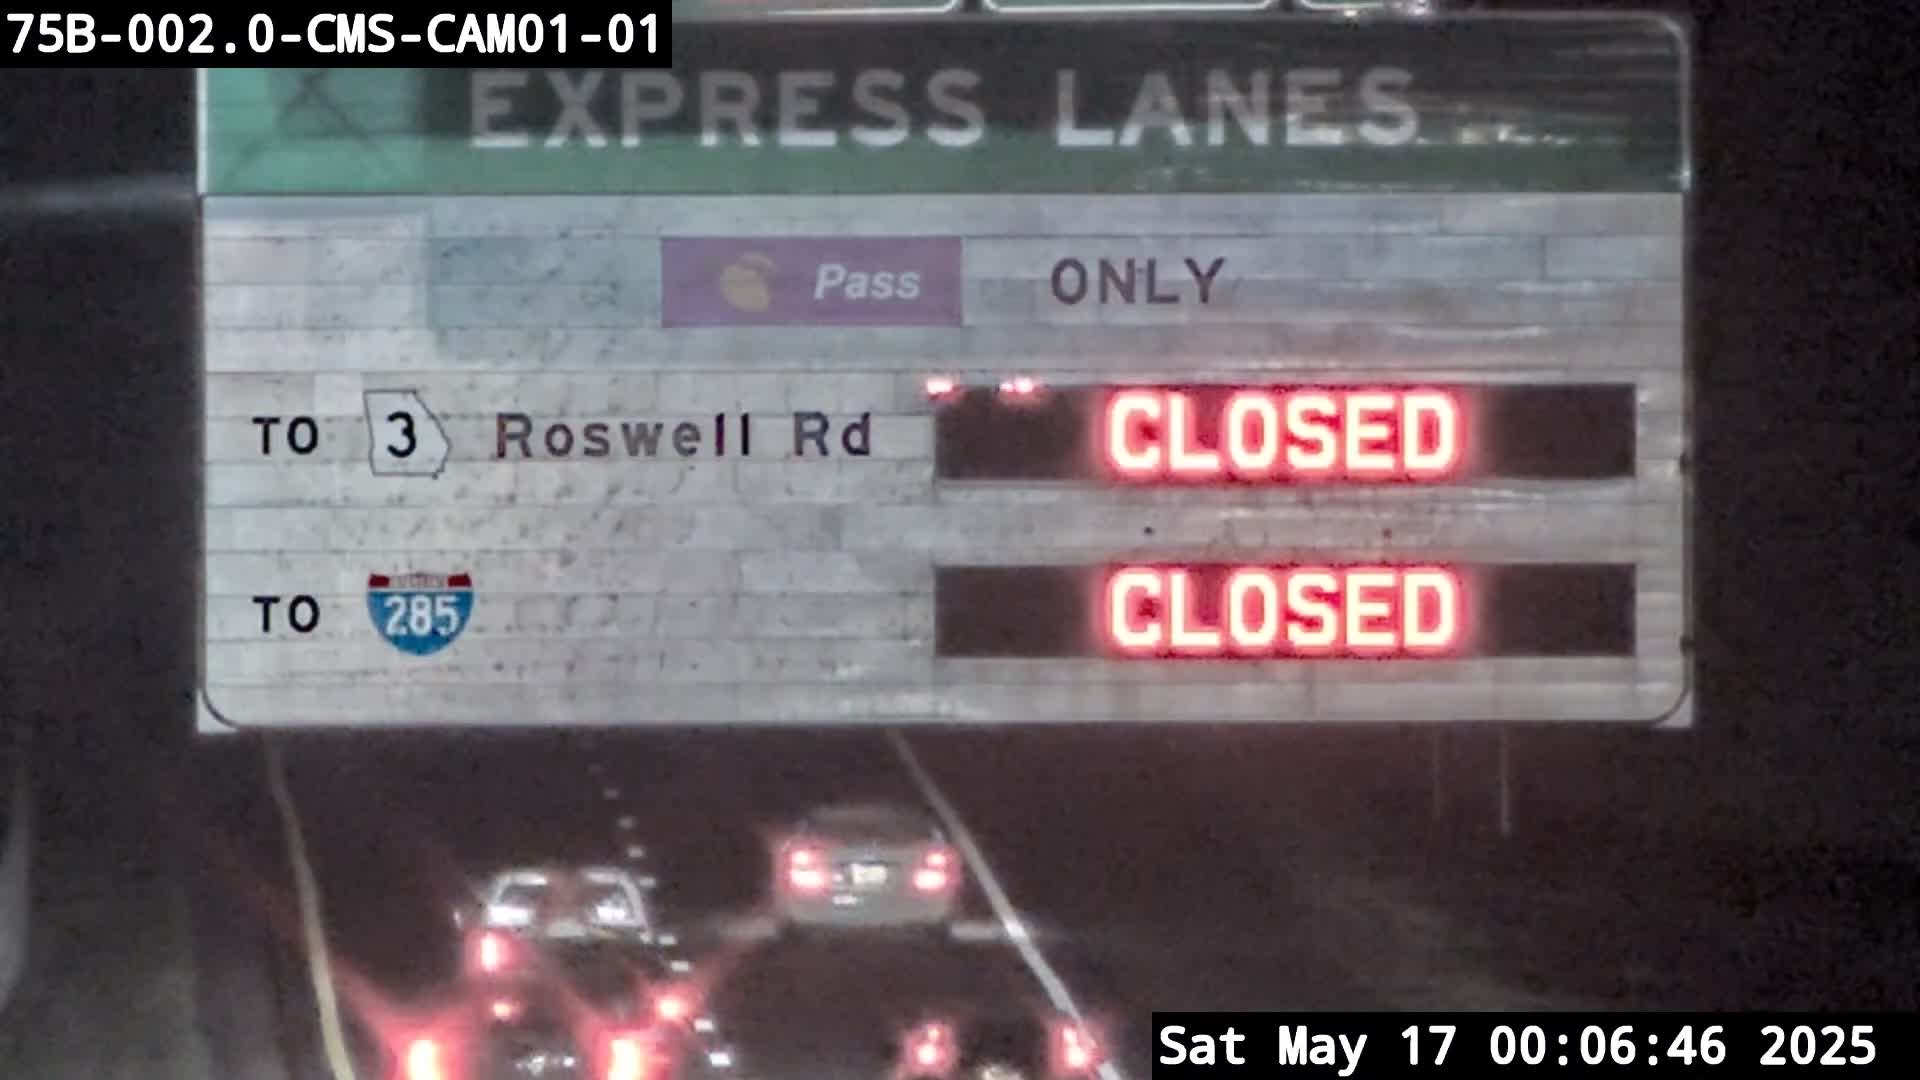 75B-002.0-CMS-CAM01-01
EXPRESS LANES
Pass ONLY
TO 3 Roswell Rd CLOSED
TO 285 CLOSED
Sat May 17 00:06:46 2025